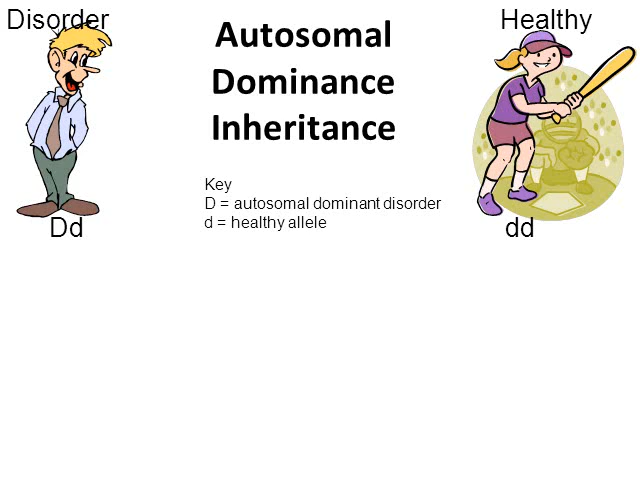 Disorder
Healthy
Autosomal
Dominance
Inheritance
Key
D = autosomal dominant disorder
d = healthy allele
Dd
dd